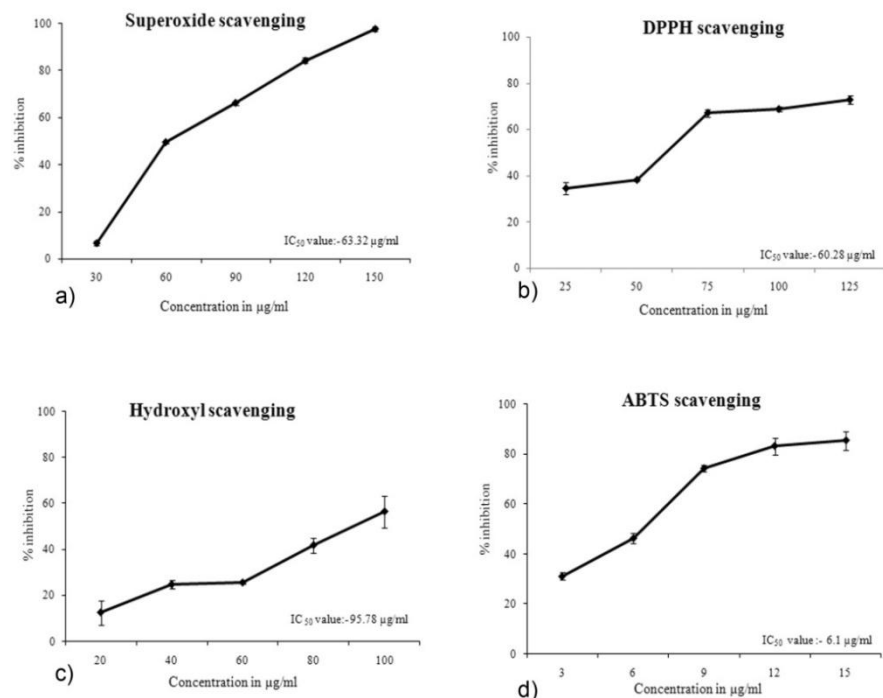 Superoxide scavenging
100
80
60
40
20
0
% inhibition
30 60 90 120 150
IC₅₀ value:-63.32 µg/ml
Concentration in µg/ml
a)
DPPH scavenging
100
80
60
40
20
0
% inhibition
25 50 75 100 125
IC₅₀ value:-60.28 µg/ml
Concentration in µg/ml
b)
Hydroxyl scavenging
100
80
60
40
20
0
% inhibition
20 40 60 80 100
IC₅₀ value:-95.78 µg/ml
Concentration in µg/ml
c)
ABTS scavenging
100
80
60
40
20
0
% inhibition
3 6 9 12 15
IC₅₀ value :- 6.1 µg/ml
Concentration in µg/ml
d)